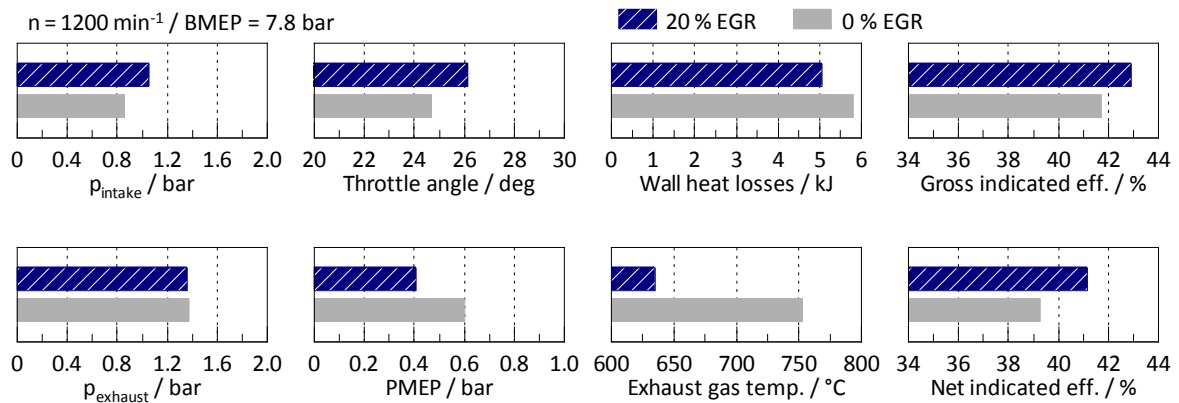 n = 1200 min⁻¹ / BMEP = 7.8 bar
20 % EGR
0 % EGR
0 0.4 0.8 1.2 1.6 2.0
p_intake / bar
20 22 24 26 28 30
Throttle angle / deg
0 1 2 3 4 5 6
Wall heat losses / kJ
34 36 38 40 42 44
Gross indicated eff. / %
0 0.4 0.8 1.2 1.6 2.0
p_exhaust / bar
0 0.2 0.4 0.6 0.8 1.0
PMEP / bar
600 650 700 750 800
Exhaust gas temp. / °C
34 36 38 40 42 44
Net indicated eff. / %